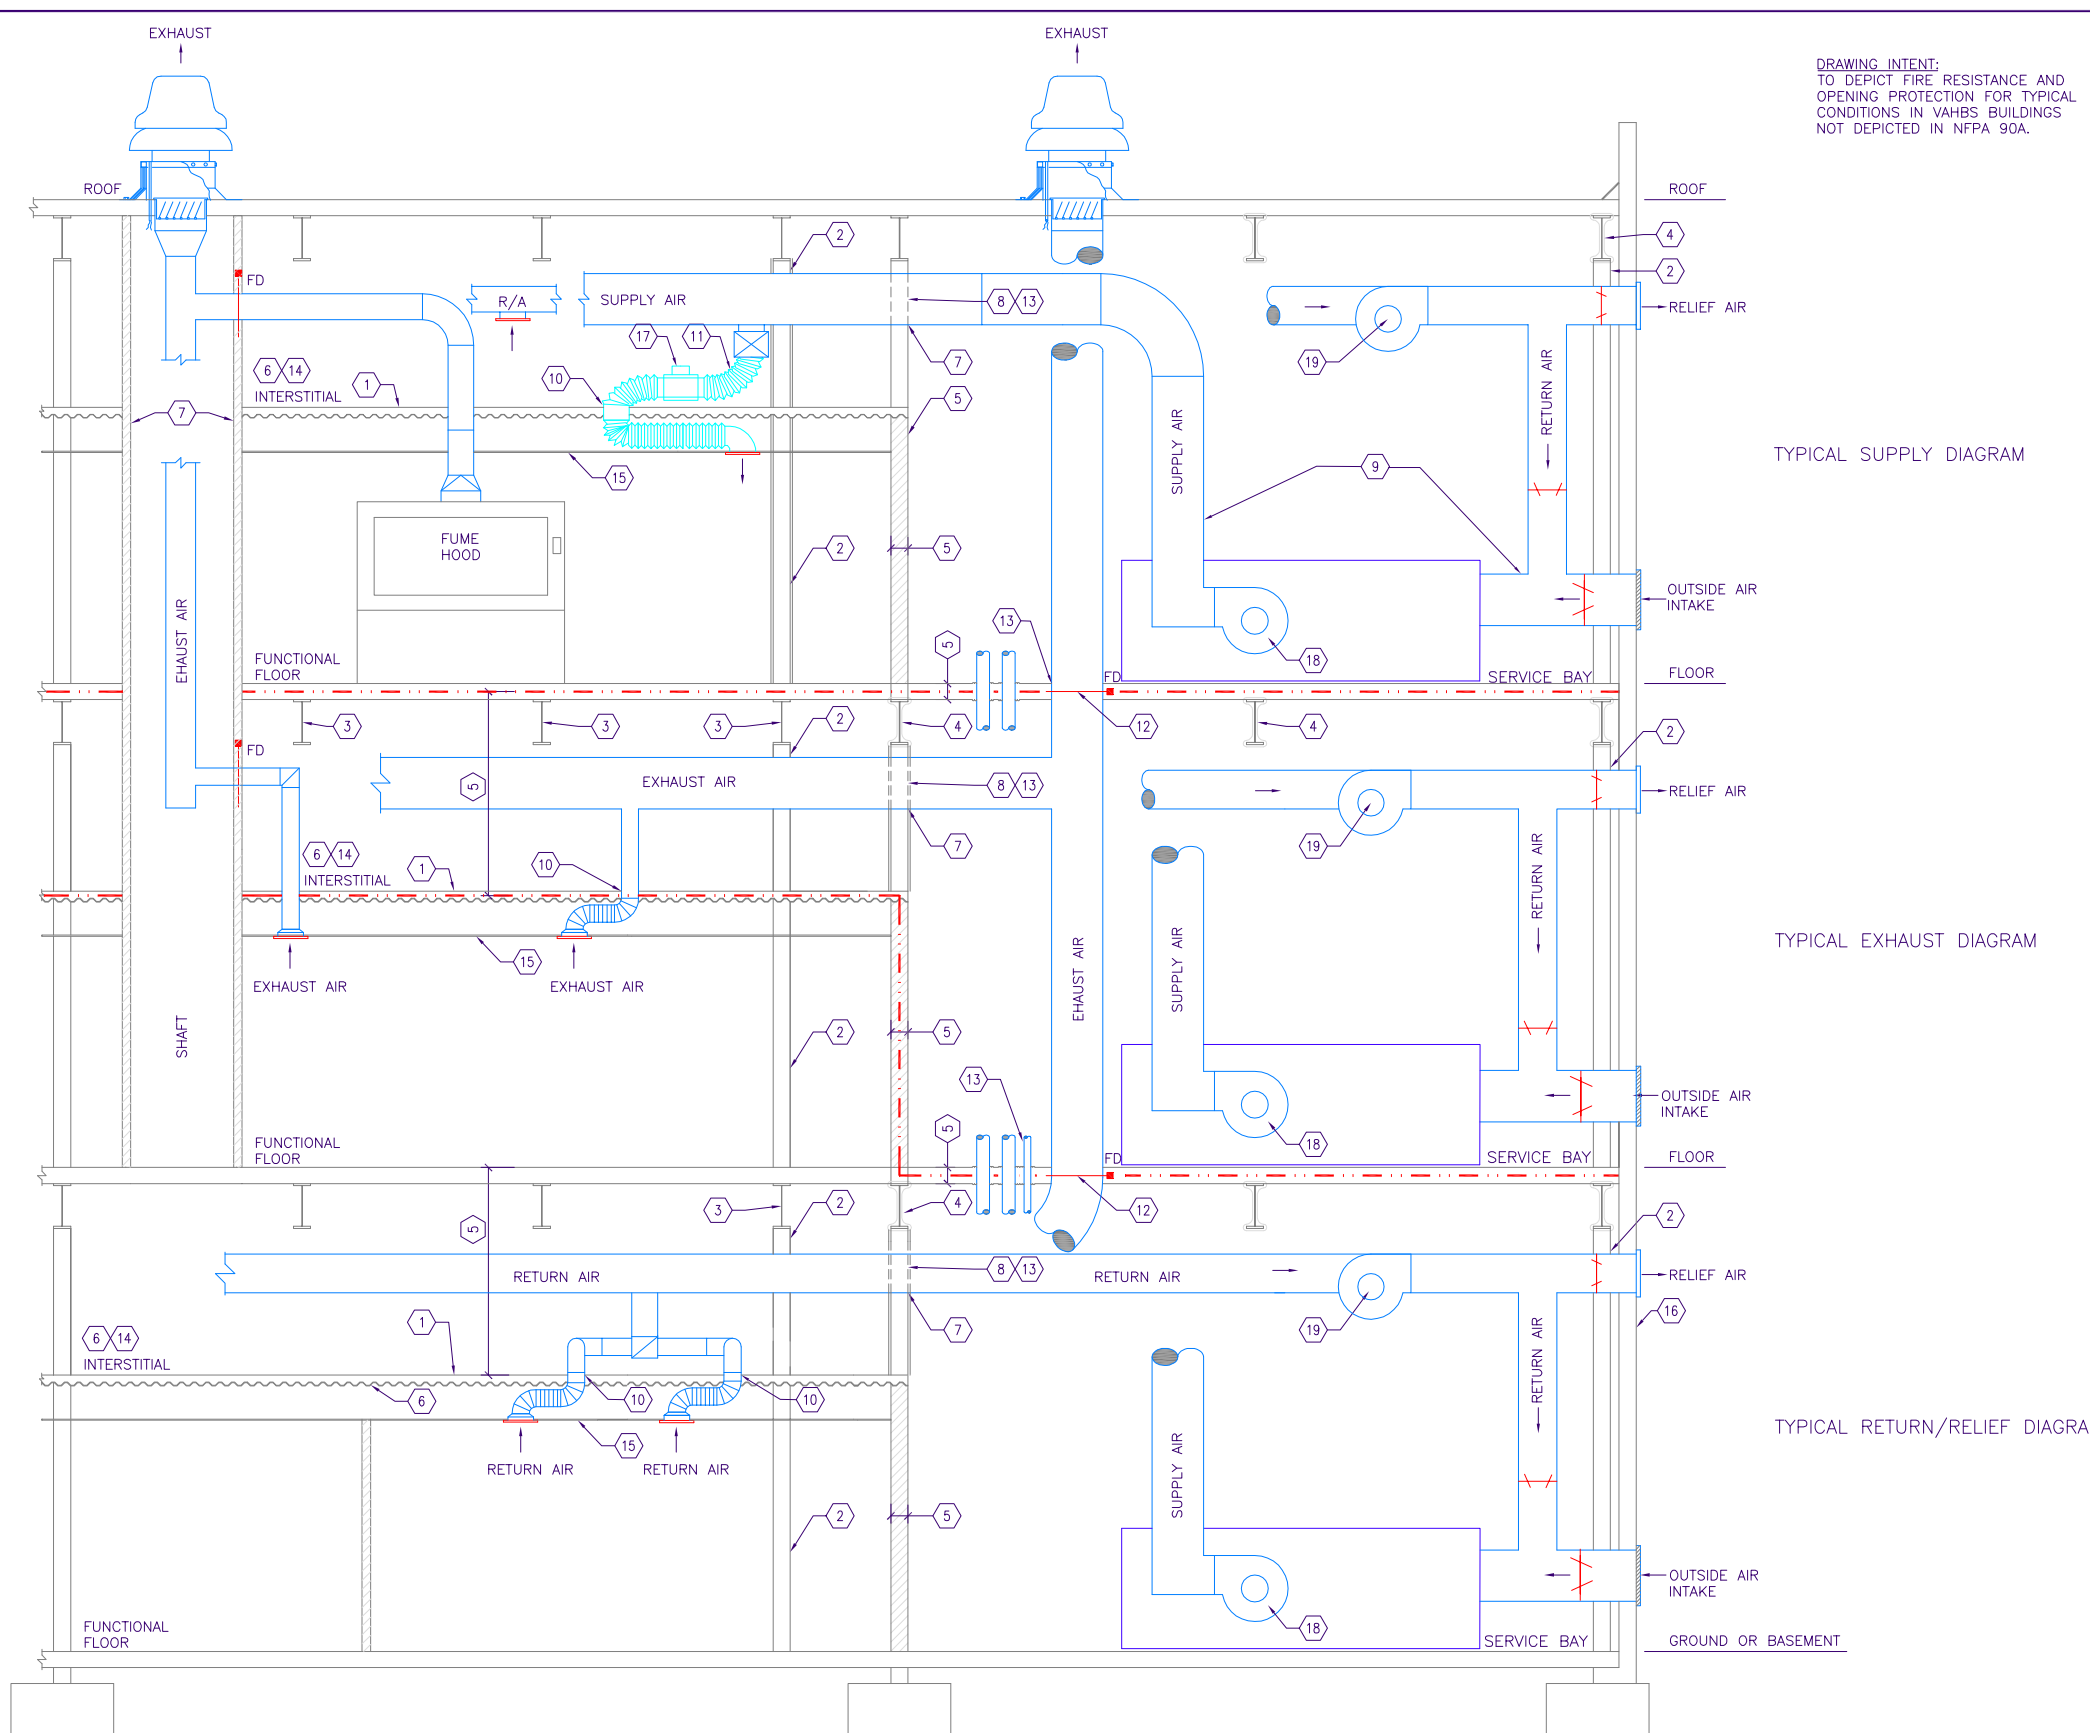 EXHAUST
EXHAUST
DRAWING INTENT:
TO DEPICT FIRE RESISTANCE AND
OPENING PROTECTION FOR TYPICAL
CONDITIONS IN VAHBS BUILDINGS
NOT DEPICTED IN NFPA 90A.
ROOF
ROOF
2
4
FD
2
R/A
SUPPLY AIR
8 13
RELIEF AIR
17
11
19
7
6 14
1
10
INTERSTITIAL
5
RETURN AIR
7
TYPICAL SUPPLY DIAGRAM
SUPPLY AIR
9
15
FUME
HOOD
2
5
OUTSIDE AIR
INTAKE
EHAUST AIR
13
5
18
FUNCTIONAL
FLOOR
FD
SERVICE BAY
FLOOR
3
3
3
2
4
12
4
2
FD
5
EXHAUST AIR
8 13
RELIEF AIR
19
7
6 14
1
10
INTERSTITIAL
RETURN AIR
TYPICAL EXHAUST DIAGRAM
15
EXHAUST AIR
EXHAUST AIR
EHAUST AIR
SUPPLY AIR
SHAFT
2
5
13
OUTSIDE AIR
INTAKE
5
18
FUNCTIONAL
FLOOR
FD
SERVICE BAY
FLOOR
3
2
4
12
2
5
RETURN AIR
8 13
RETURN AIR
RELIEF AIR
16
6 14
1
7
19
INTERSTITIAL
RETURN AIR
6
10
10
15
TYPICAL RETURN/RELIEF DIAGRA
RETURN AIR
RETURN AIR
SUPPLY AIR
2
5
OUTSIDE AIR
INTAKE
18
FUNCTIONAL
FLOOR
SERVICE BAY
GROUND OR BASEMENT